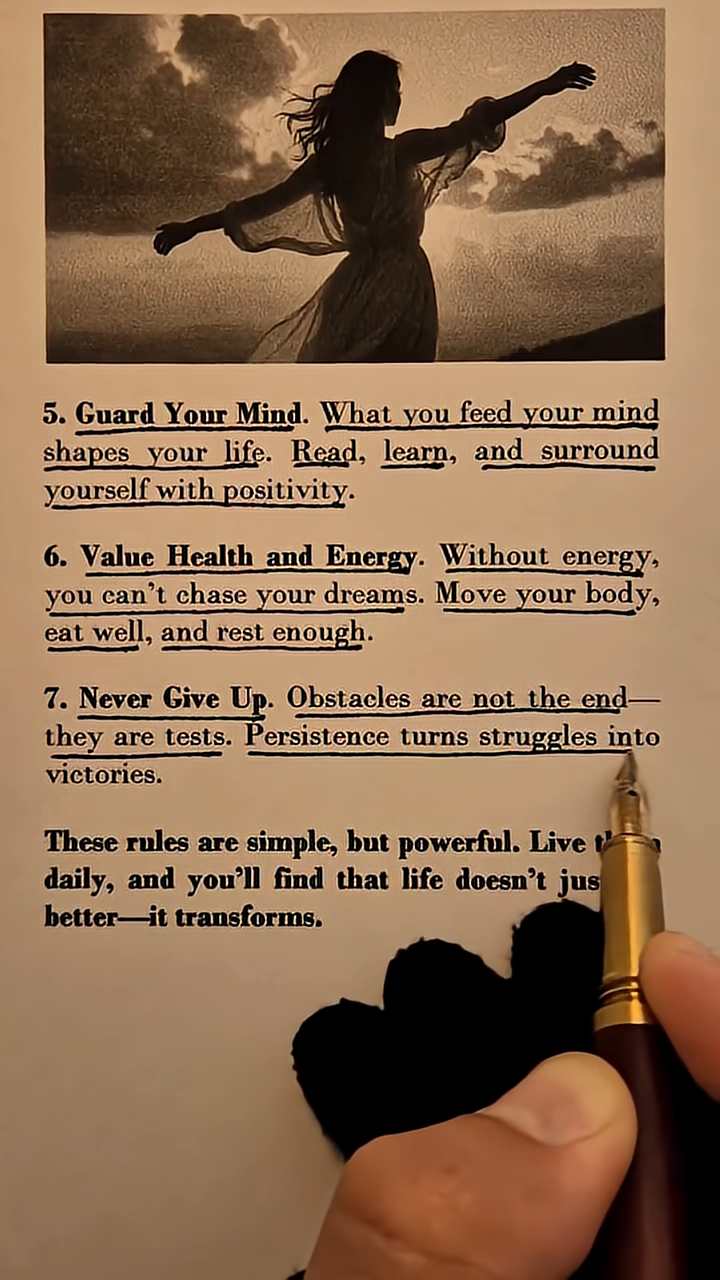 5. Guard Your Mind. What you feed your mind
shapes your life. Read, learn, and surround
yourself with positivity.
6. Value Health and Energy. Without energy,
you can't chase your dreams. Move your body,
eat well, and rest enough.
7. Never Give Up. Obstacles are not the end—
they are tests. Persistence turns struggles into
victories.
These rules are simple, but powerful. Live
daily, and you'll find that life doesn't
better—it transforms.